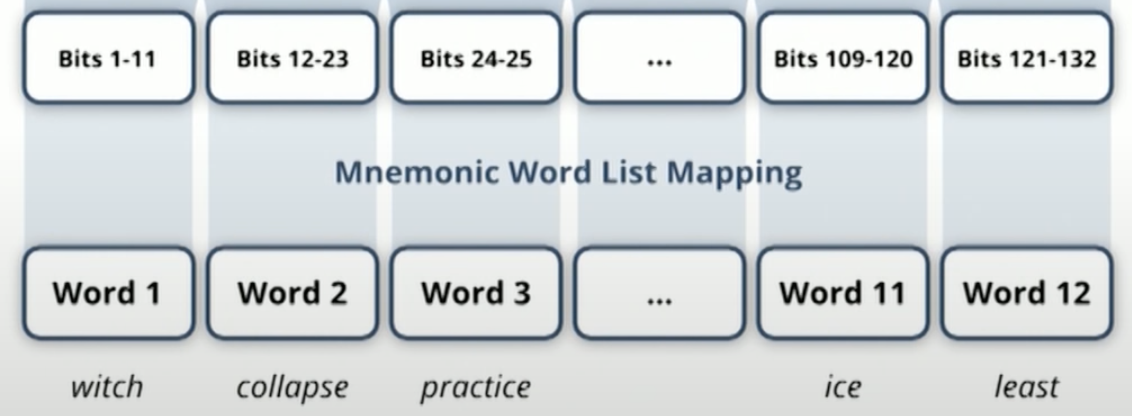 Bits 1-11 Bits 12-23 Bits 24-25 ... Bits 109-120 Bits 121-132
Mnemonic Word List Mapping
Word 1 Word 2 Word 3 ... Word 11 Word 12
witch collapse practice ice least